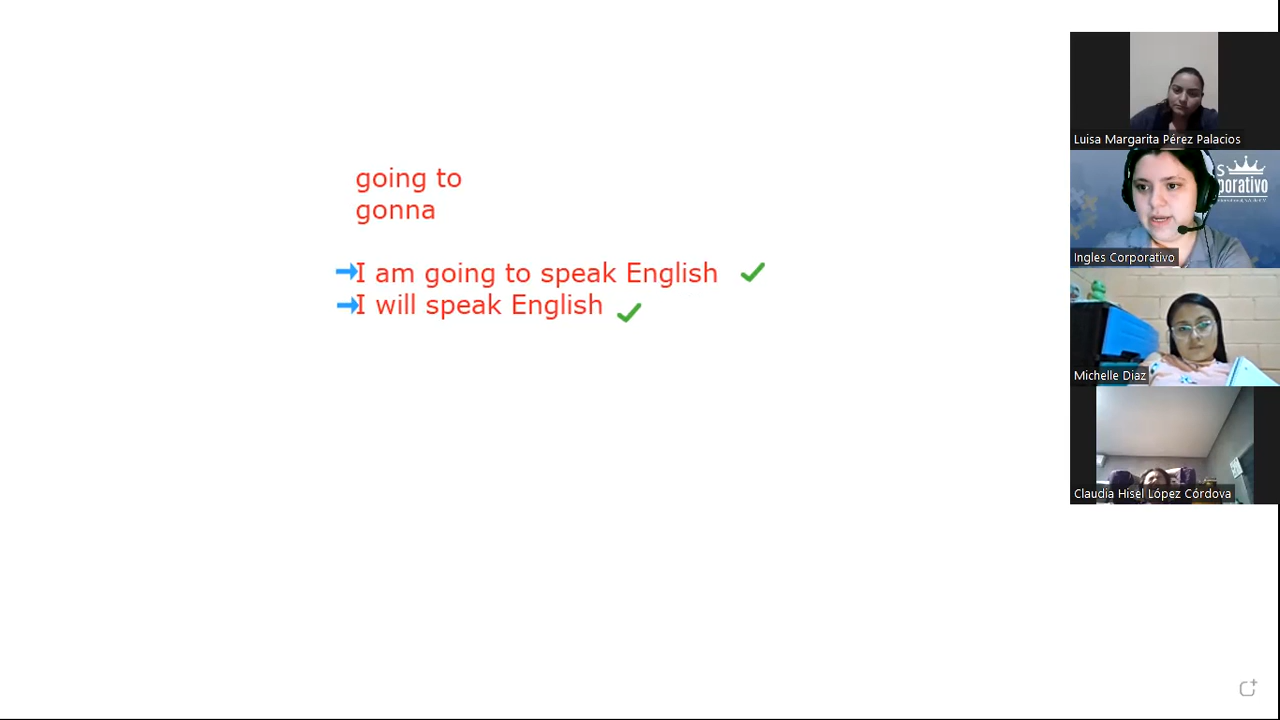 going to
gonna
I am going to speak English
I will speak English
Luisa Margarita Pérez Palacios
s
porativo
Ingles Corporativo
Michelle Diaz
Claudia Hisel López Córdova